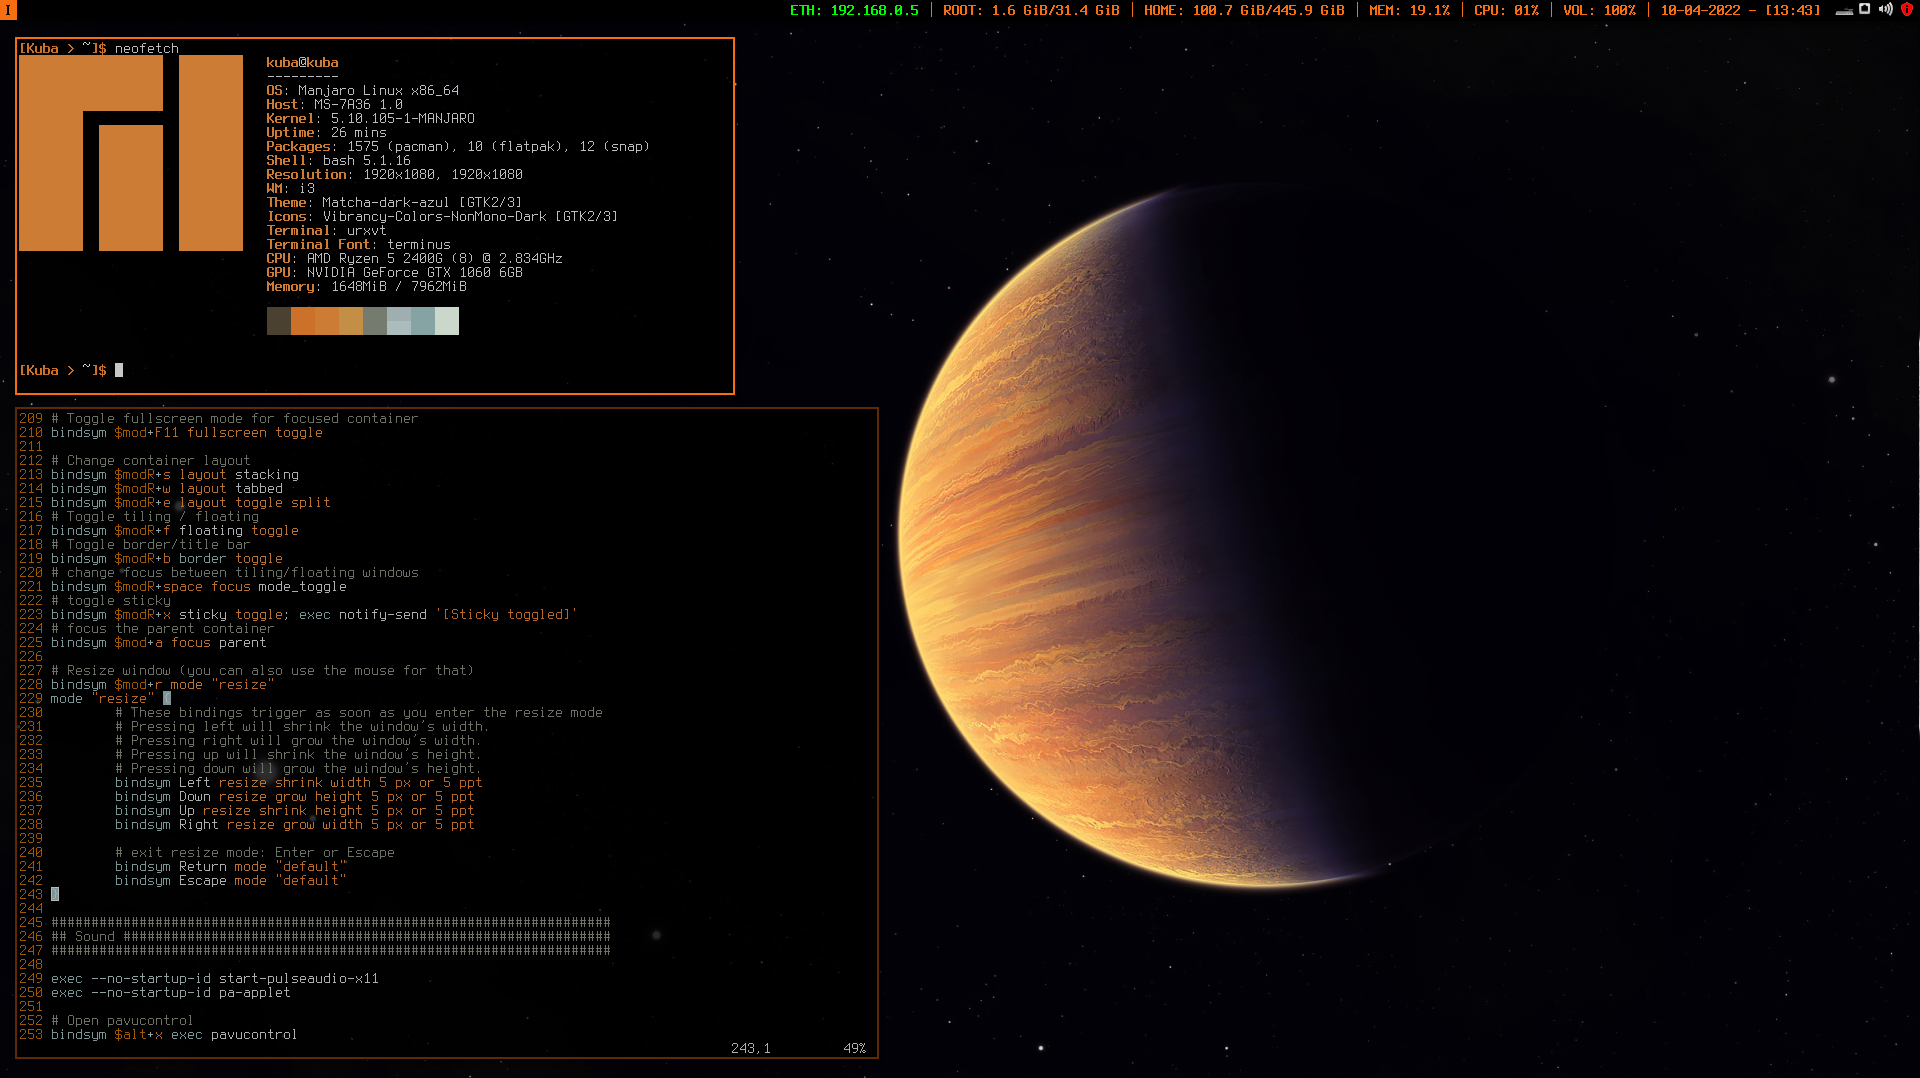 I
ETH: 192.168.0.5 | ROOT: 1.6 GiB/31.4 GiB | HOME: 100.7 GiB/445.9 GiB | MEM: 19.1% | CPU: 01% | VOL: 100% | 10-04-2022 - [13:43]
[Kuba > ~]$ neofetch
kuba@kuba
---------
OS: Manjaro Linux x86_64
Host: MS-7A36 1.0
Kernel: 5.10.105-1-MANJARO
Uptime: 26 mins
Packages: 1575 (pacman), 10 (flatpak), 12 (snap)
Shell: bash 5.1.16
Resolution: 1920x1080, 1920x1080
WM: i3
Theme: Matcha-dark-azul [GTK2/3]
Icons: Vibrancy-Colors-NonMono-Dark [GTK2/3]
Terminal: urxvt
Terminal Font: terminus
CPU: AMD Ryzen 5 2400G (8) @ 2.834GHz
GPU: NVIDIA GeForce GTX 1060 6GB
Memory: 1648MiB / 7962MiB
[Kuba > ~]$
209 # Toggle fullscreen mode for focused container
210 bindsym $mod+F11 fullscreen toggle
211
212 # Change container layout
213 bindsym $modR+s layout stacking
214 bindsym $modR+w layout tabbed
215 bindsym $modR+e layout toggle split
216 # Toggle tiling / floating
217 bindsym $modR+f floating toggle
218 # Toggle border/title bar
219 bindsym $modR+b border toggle
220 # change focus between tiling/floating windows
221 bindsym $modR+space focus mode_toggle
222 # toggle sticky
223 bindsym $modR+x sticky toggle; exec notify-send '[Sticky toggled]'
224 # focus the parent container
225 bindsym $mod+a focus parent
226
227 # Resize window (you can also use the mouse for that)
228 bindsym $mod+r mode "resize"
229 mode "resize" {
230         # These bindings trigger as soon as you enter the resize mode
231         # Pressing left will shrink the window's width.
232         # Pressing right will grow the window's width.
233         # Pressing up will shrink the window's height.
234         # Pressing down will grow the window's height.
235         bindsym Left resize shrink width 5 px or 5 ppt
236         bindsym Down resize grow height 5 px or 5 ppt
237         bindsym Up resize shrink height 5 px or 5 ppt
238         bindsym Right resize grow width 5 px or 5 ppt
239
240         # exit resize mode: Enter or Escape
241         bindsym Return mode "default"
242         bindsym Escape mode "default"
243 }
244
245 ######################################################################
246 ## Sound #############################################################
247 ######################################################################
248
249 exec --no-startup-id start-pulseaudio-x11
250 exec --no-startup-id pa-applet
251
252 # Open pavucontrol
253 bindsym $alt+x exec pavucontrol
243,1 49%